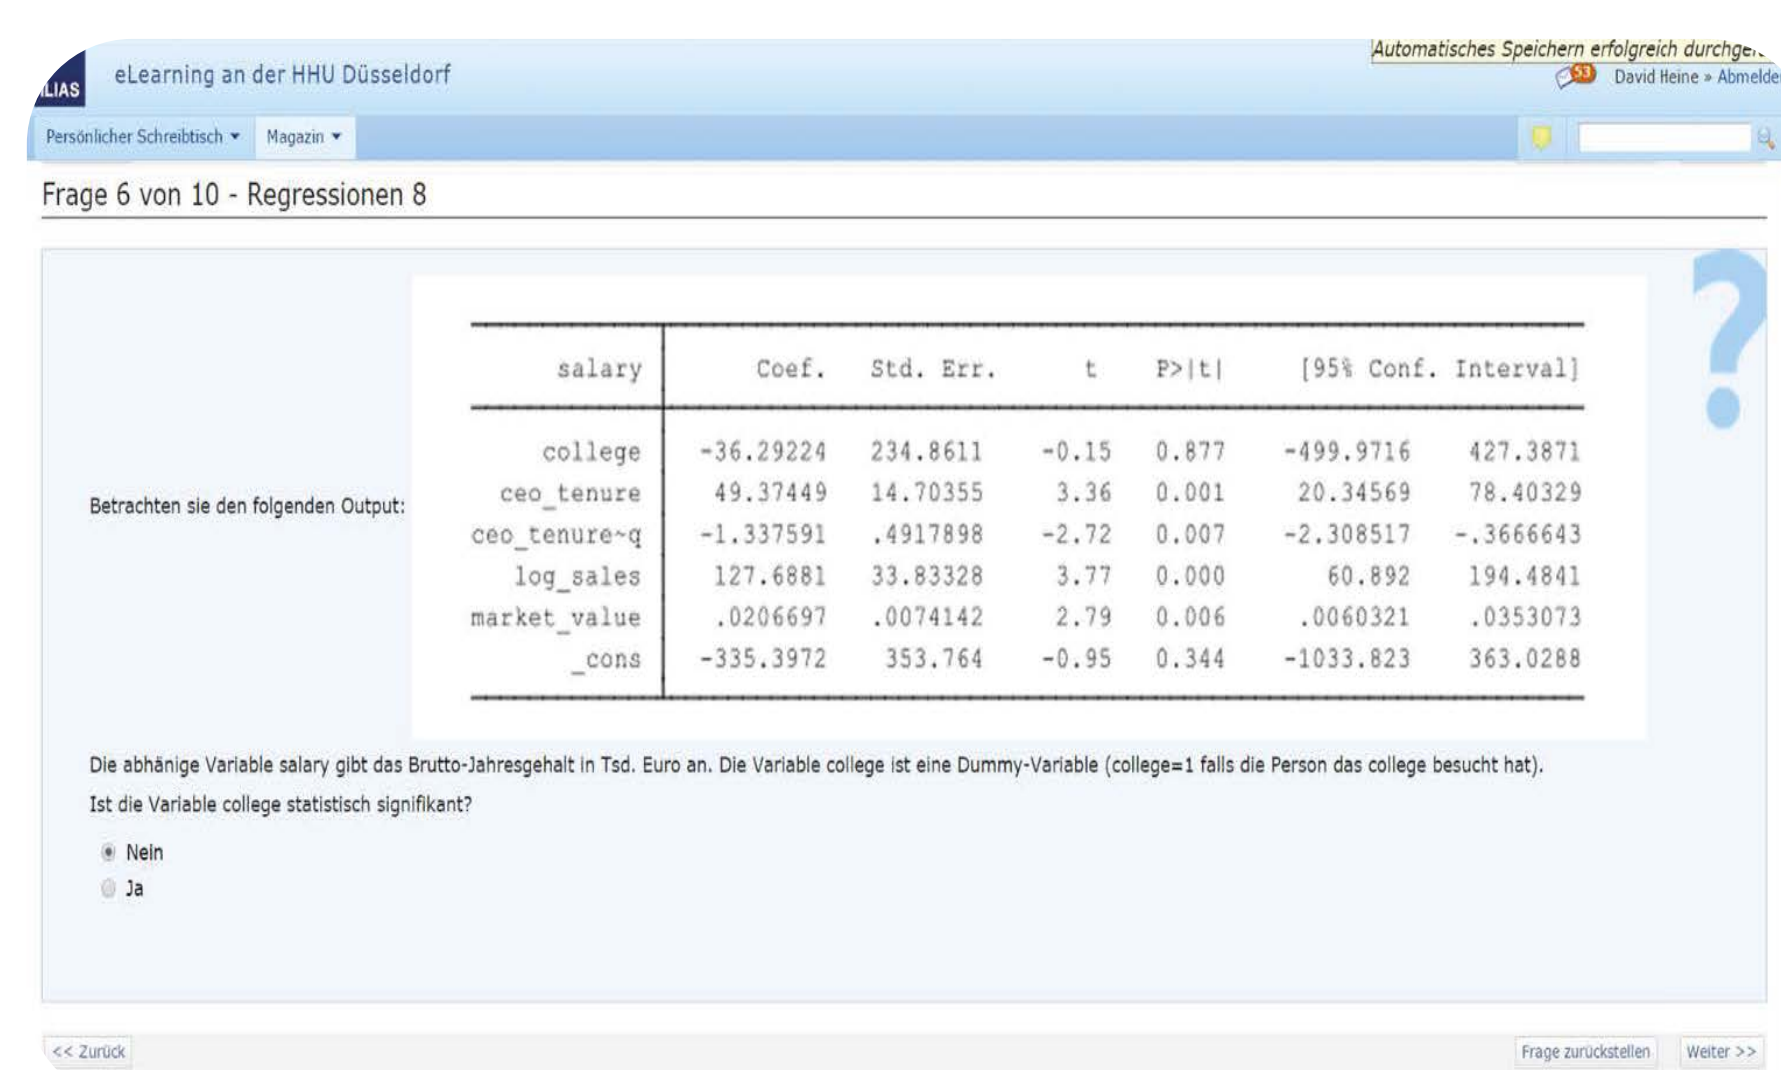 Automatisches Speichern erfolgreich
ILIAS
eLearning an der HHU Düsseldorf
53
David Heine »
Persönlicher Schreibtisch
Magazin
Frage 6 von 10 - Regressionen 8
?
salary Coef. Std. Err. t P>|t| [95% Conf. Interval]
college -36.29224 234.8611 -0.15 0.877 -499.9716 427.3871
ceo_tenure 49.37449 14.70355 3.36 0.001 20.34569 78.40329
Betrachten sie den folgenden Output:
ceo_tenure~q -1.337591 .4917898 -2.72 0.007 -2.308517 -.3666643
log_sales 127.6881 33.83328 3.77 0.000 60.892 194.4841
market_value .0206697 .0074142 2.79 0.006 .0060321 .0353073
_cons -335.3972 353.764 -0.95 0.344 -1033.823 363.0288
Die abhänige Variable salary gibt das Brutto-Jahresgehalt in Tsd. Euro an. Die Variable college ist eine Dummy-Variable (college=1 falls die Person das college besucht hat).
Ist die Variable college statistisch signifikant?
Nein
Ja
<< Zurück
Frage zurückstellen
Weiter >>